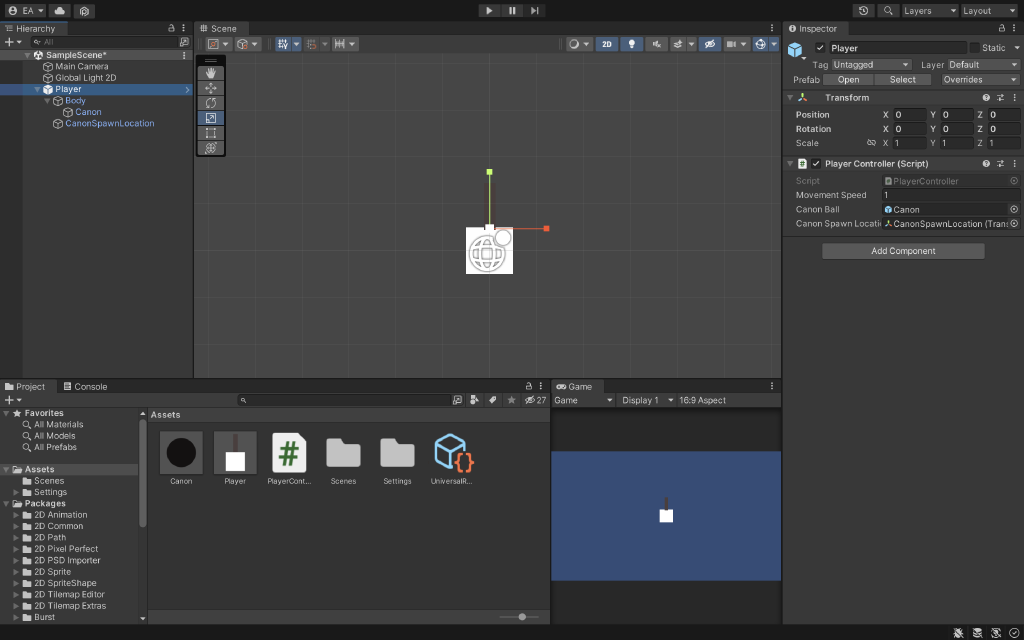 EA
Layers
Layout
Hierarchy
All
SampleScene*
Main Camera
Global Light 2D
Player
Body
Canon
CanonSpawnLocation
Scene
2D
Inspector
Player
Static
Tag Untagged
Layer Default
Prefab Open Select Overrides
Transform
Position X 0 Y 0 Z 0
Rotation X 0 Y 0 Z 0
Scale X 1 Y 1 Z 1
# Player Controller (Script)
Script # PlayerController
Movement Speed 1
Canon Ball Canon
Canon Spawn Locati CanonSpawnLocation (Tran
Add Component
Project
Console
27
Favorites
All Materials
All Models
All Prefabs
Assets
Scenes
Settings
Packages
2D Animation
2D Common
2D Path
2D Pixel Perfect
2D PSD Importer
2D Sprite
2D SpriteShape
2D Tilemap Editor
2D Tilemap Extras
Burst
Assets
#
{}
Canon
Player
PlayerCont...
Scenes
Settings
UniversalR...
Game
Game Display 1 16:9 Aspect